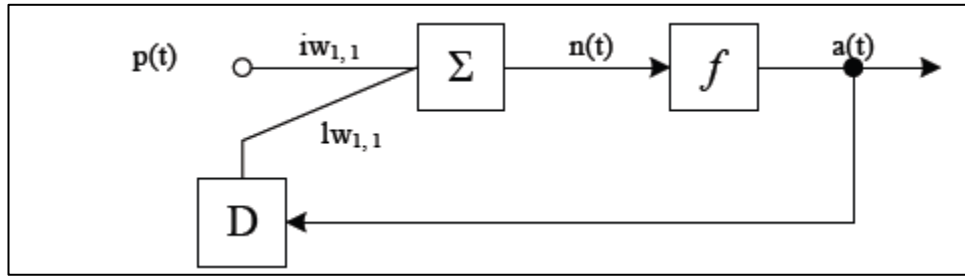 p(t) iw1, 1 Σ n(t) f a(t)
lw1, 1
D